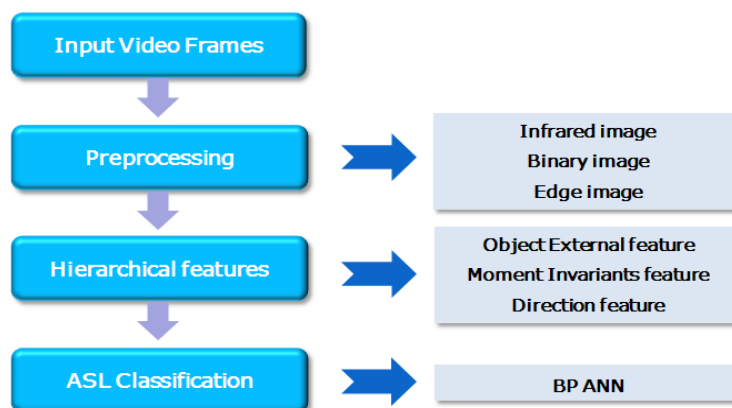 Input Video Frames
Preprocessing
Infrared image
Binary image
Edge image
Hierarchical features
Object External feature
Moment Invariants feature
Direction feature
ASL Classification
BP ANN